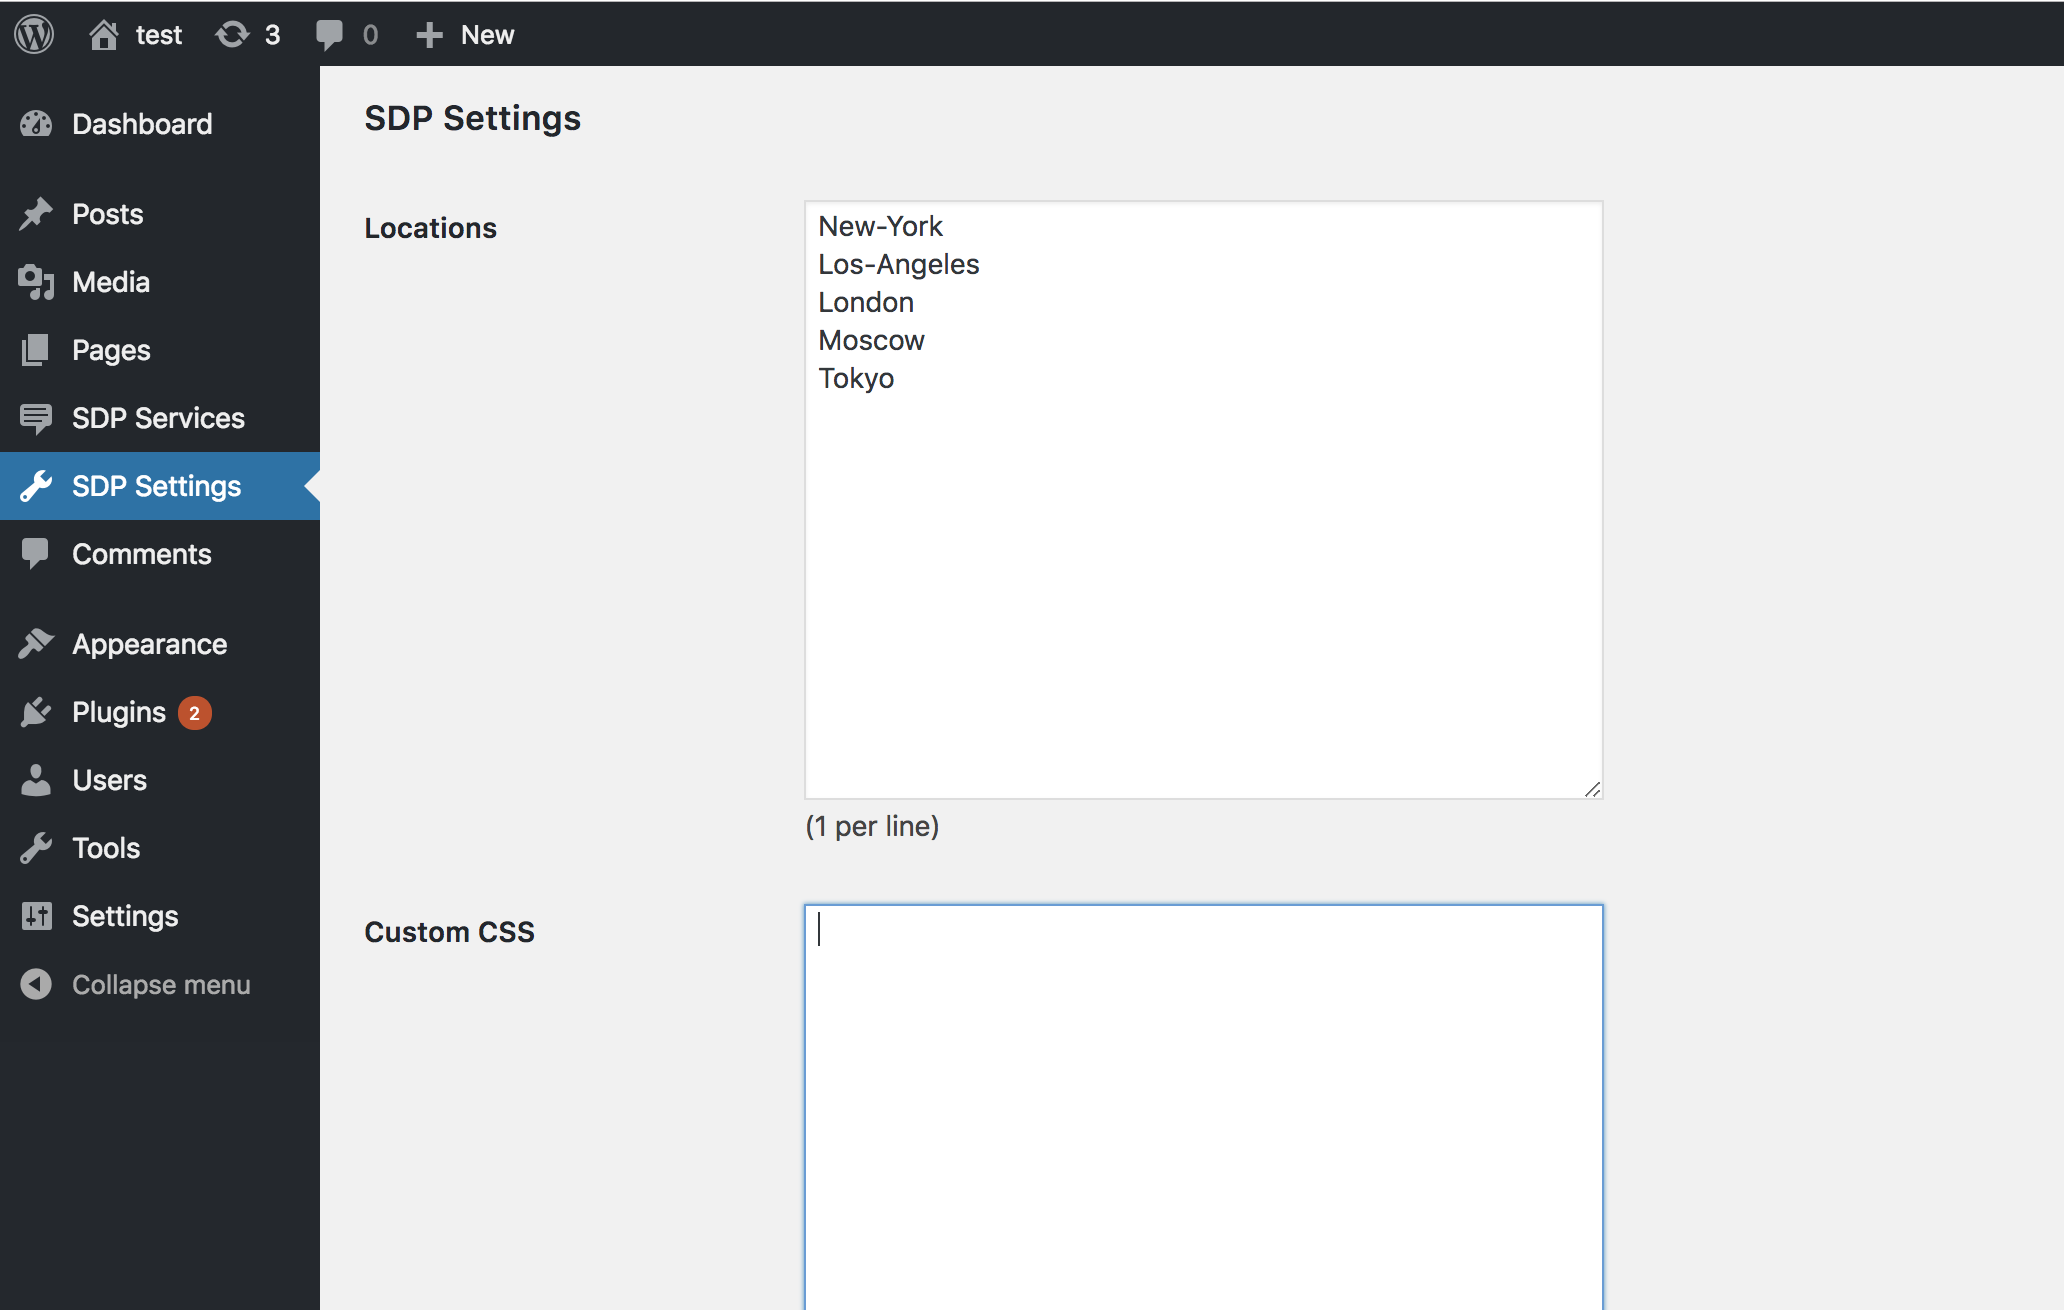 test 3 0 New
Dashboard
Posts
Media
Pages
SDP Services
SDP Settings
Comments
Appearance
Plugins 2
Users
Tools
Settings
Collapse menu
SDP Settings
Locations
New-York
Los-Angeles
London
Moscow
Tokyo
(1 per line)
Custom CSS